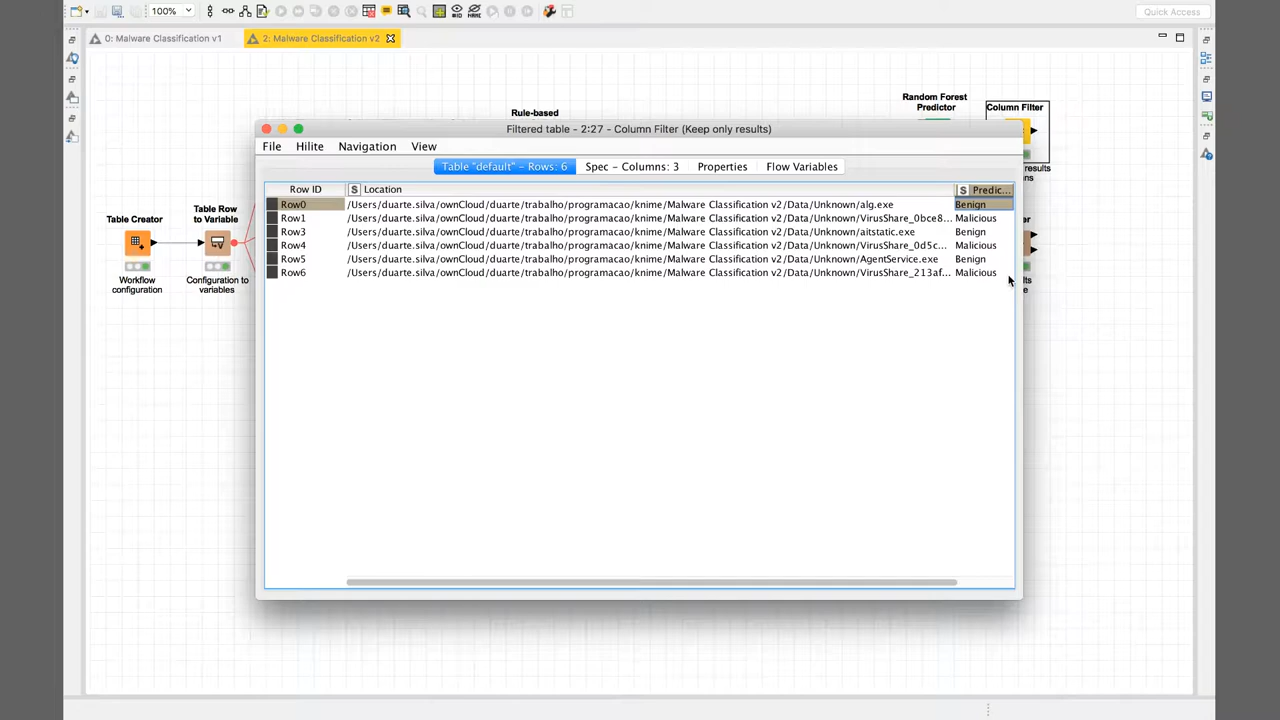 100%
Quick Access
0: Malware Classification v1
2: Malware Classification v2
Rule-based
Random Forest
Predictor
Column Filter
Filtered table - 2:27 - Column Filter (Keep only results)
File Hilite Navigation View
Table "default" - Rows: 6 Spec - Columns: 3 Properties Flow Variables
Row ID S Location S Predic...
Row0 /Users/duarte.silva/ownCloud/duarte/trabalho/programacao/knime/Malware Classification v2/Data/Unknown/alg.exe Benign
Row1 /Users/duarte.silva/ownCloud/duarte/trabalho/programacao/knime/Malware Classification v2/Data/Unknown/VirusShare_0bce8... Malicious
Row3 /Users/duarte.silva/ownCloud/duarte/trabalho/programacao/knime/Malware Classification v2/Data/Unknown/aitstatic.exe Benign
Row4 /Users/duarte.silva/ownCloud/duarte/trabalho/programacao/knime/Malware Classification v2/Data/Unknown/VirusShare_0d5c... Malicious
Row5 /Users/duarte.silva/ownCloud/duarte/trabalho/programacao/knime/Malware Classification v2/Data/Unknown/AgentService.exe Benign
Row6 /Users/duarte.silva/ownCloud/duarte/trabalho/programacao/knime/Malware Classification v2/Data/Unknown/VirusShare_213af... Malicious
Table Creator
Workflow
configuration
Table Row
to Variable
Configuration to
variables